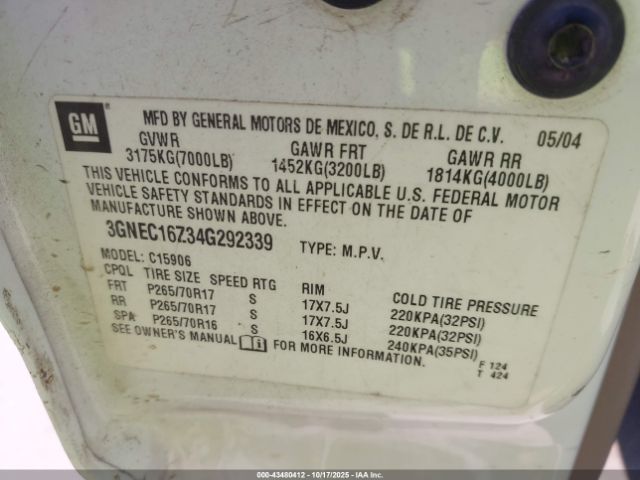 GM ®
MFD BY GENERAL MOTORS DE MEXICO, S. DE R.L. DE C.V. 05/04
GVWR GAWR FRT GAWR RR
3175KG(7000LB) 1452KG(3200LB) 1814KG(4000LB)
THIS VEHICLE CONFORMS TO ALL APPLICABLE U.S. FEDERAL MOTOR
VEHICLE SAFETY STANDARDS IN EFFECT ON THE DATE OF
MANUFACTURE SHOWN ABOVE.
3GNEC16Z34G292339 TYPE: M.P.V.
MODEL: C15906
CPQL TIRE SIZE SPEED RTG RIM COLD TIRE PRESSURE
FRT P265/70R17 S 17X7.5J 220KPA(32PSI)
RR P265/70R17 S 17X7.5J 220KPA(32PSI)
SPA P265/70R16 S 16X6.5J 240KPA(35PSI)
SEE OWNER'S MANUAL FOR MORE INFORMATION.
F 124
T 424
000-43480412 - 10/17/2025 - IAA Inc.